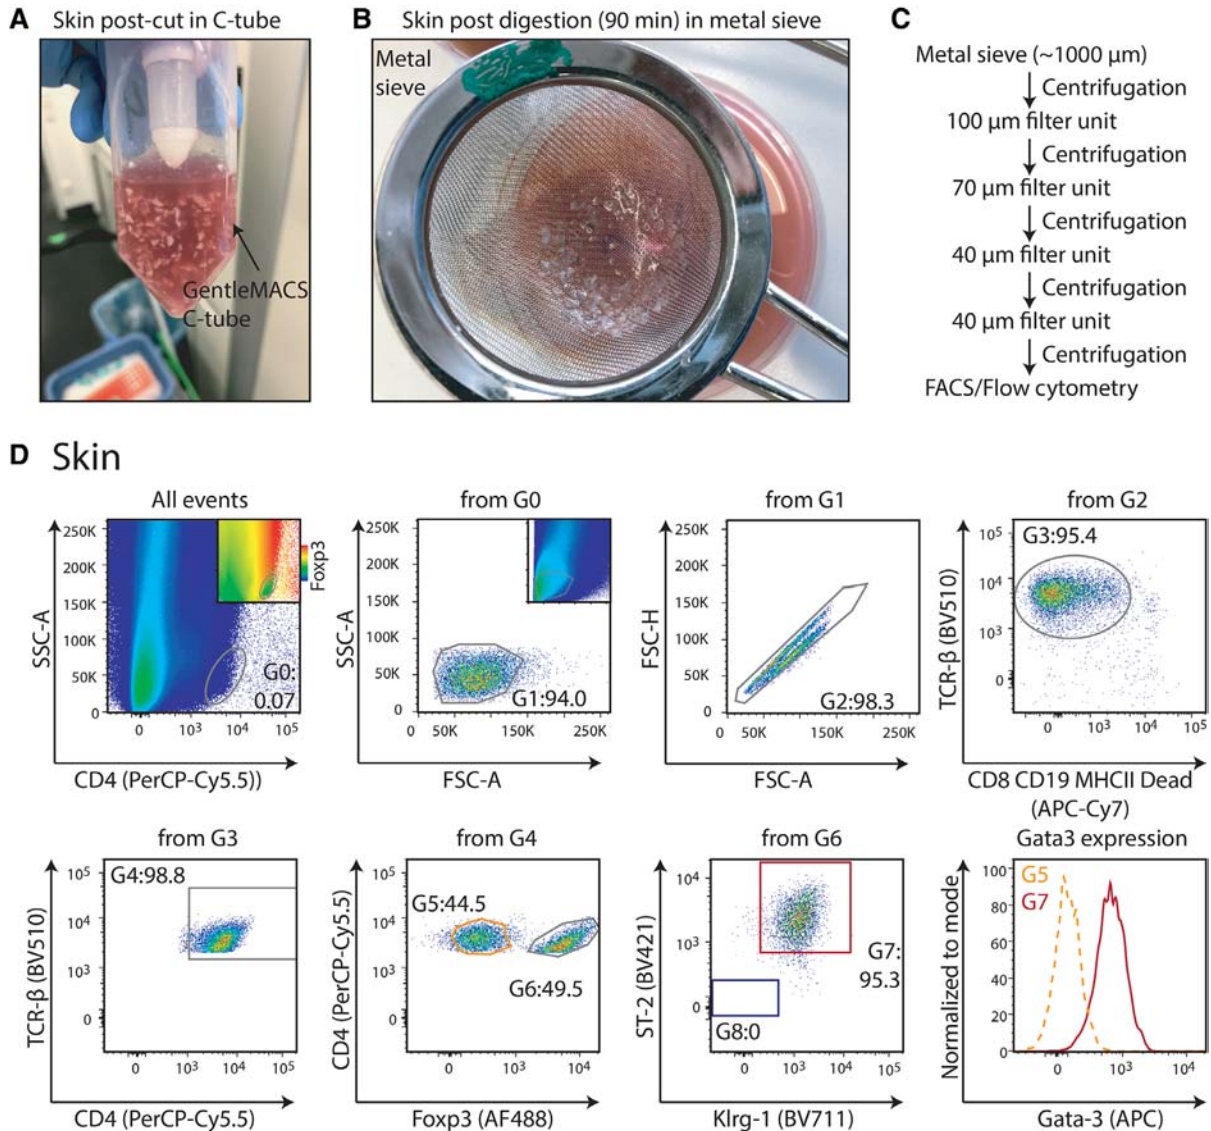 A Skin post-cut in C-tube
GentleMACS
C-tube
B Skin post digestion (90 min) in metal sieve
Metal
sieve
C
Metal sieve (~1000 µm)
Centrifugation
100 µm filter unit
Centrifugation
70 µm filter unit
Centrifugation
40 µm filter unit
Centrifugation
40 µm filter unit
Centrifugation
FACS/Flow cytometry
D Skin
All events
SSC-A
250K
200K
150K
100K
50K
0
Foxp3
G0:
0.07
0 10³ 10⁴ 10⁵
CD4 (PerCP-Cy5.5))
from G0
SSC-A
250K
200K
150K
100K
50K
0
G1:94.0
0 50K 150K 250K
FSC-A
from G1
FSC-H
250K
200K
150K
100K
50K
0
G2:98.3
0 50K 150K 250K
FSC-A
from G2
TCR-β (BV510)
10⁵
10⁴
10³
0
G3:95.4
0 10³ 10⁴ 10⁵
CD8 CD19 MHCII Dead
(APC-Cy7)
from G3
TCR-β (BV510)
10⁵
10⁴
10³
0
G4:98.8
0 10³ 10⁴ 10⁵
CD4 (PerCP-Cy5.5)
from G4
CD4 (PerCP-Cy5.5)
10⁵
10⁴
10³
0
G5:44.5
G6:49.5
0 10³ 10⁴
Foxp3 (AF488)
from G6
ST-2 (BV421)
10⁴
10³
0
G7:
95.3
G8:0
0 10³ 10⁴
Klrg-1 (BV711)
Gata3 expression
Normalized to mode
100
80
60
40
20
0
G5
G7
0 10³ 10⁴
Gata-3 (APC)